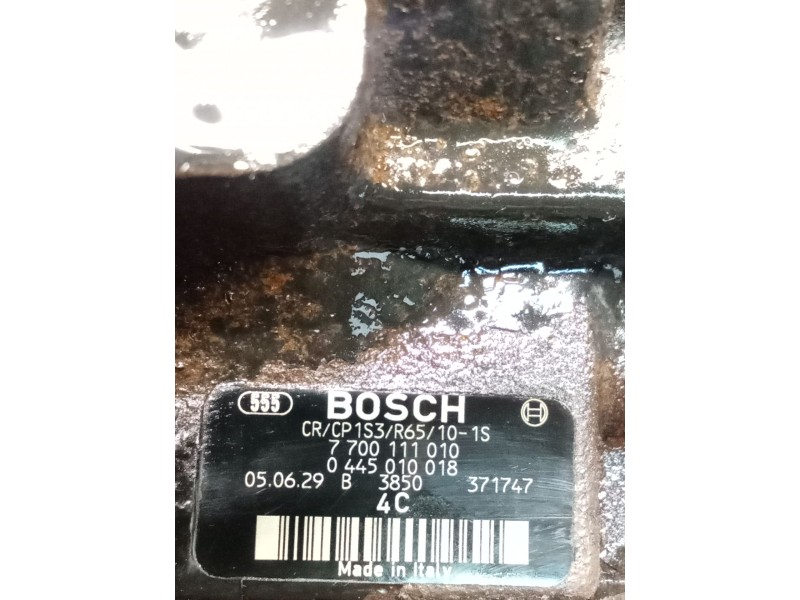 555 BOSCH
CR/CP1S3/R65/10-1S
7 700 111 010
0 445 010 018
05.06.29 B 3850 371747
4C
Made in Italy